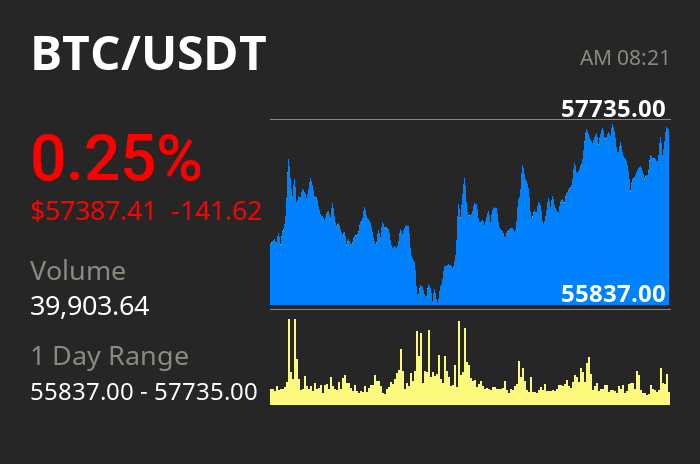 BTC/USDT
AM 08:21
57735.00
0.25%
$57387.41 -141.62
Volume
39,903.64
55837.00
1 Day Range
55837.00 - 57735.00